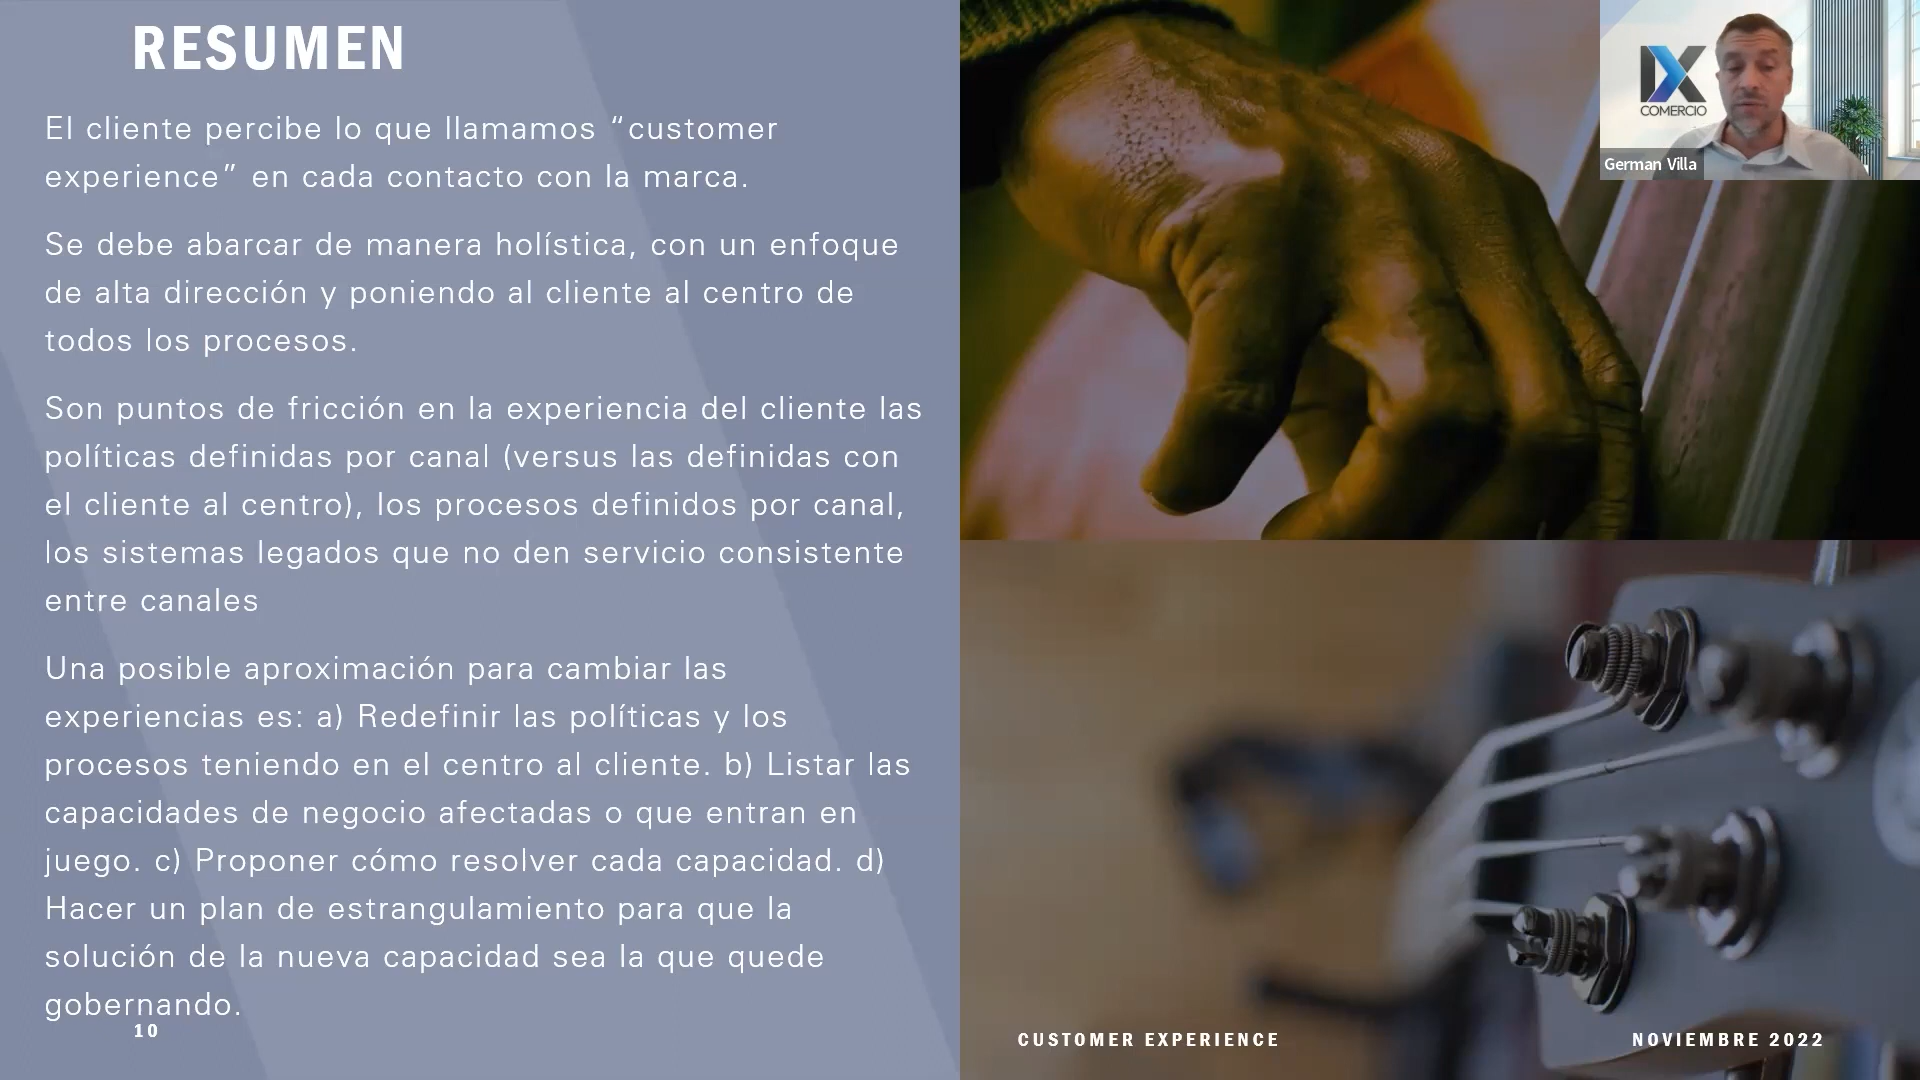 RESUMEN
El cliente percibe lo que llamamos “customer
experience” en cada contacto con la marca.
Se debe abarcar de manera holística, con un enfoque
de alta dirección y poniendo al cliente al centro de
todos los procesos.
Son puntos de fricción en la experiencia del cliente las
políticas definidas por canal (versus las definidas con
el cliente al centro), los procesos definidos por canal,
los sistemas legados que no den servicio consistente
entre canales
Una posible aproximación para cambiar las
experiencias es: a) Redefinir las políticas y los
procesos teniendo en el centro al cliente. b) Listar las
capacidades de negocio afectadas o que entran en
juego. c) Proponer cómo resolver cada capacidad. d)
Hacer un plan de estrangulamiento para que la
solución de la nueva capacidad sea la que quede
gobernando.
10
IX
COMERCIO
German Villa
CUSTOMER EXPERIENCE
NOVIEMBRE 2022